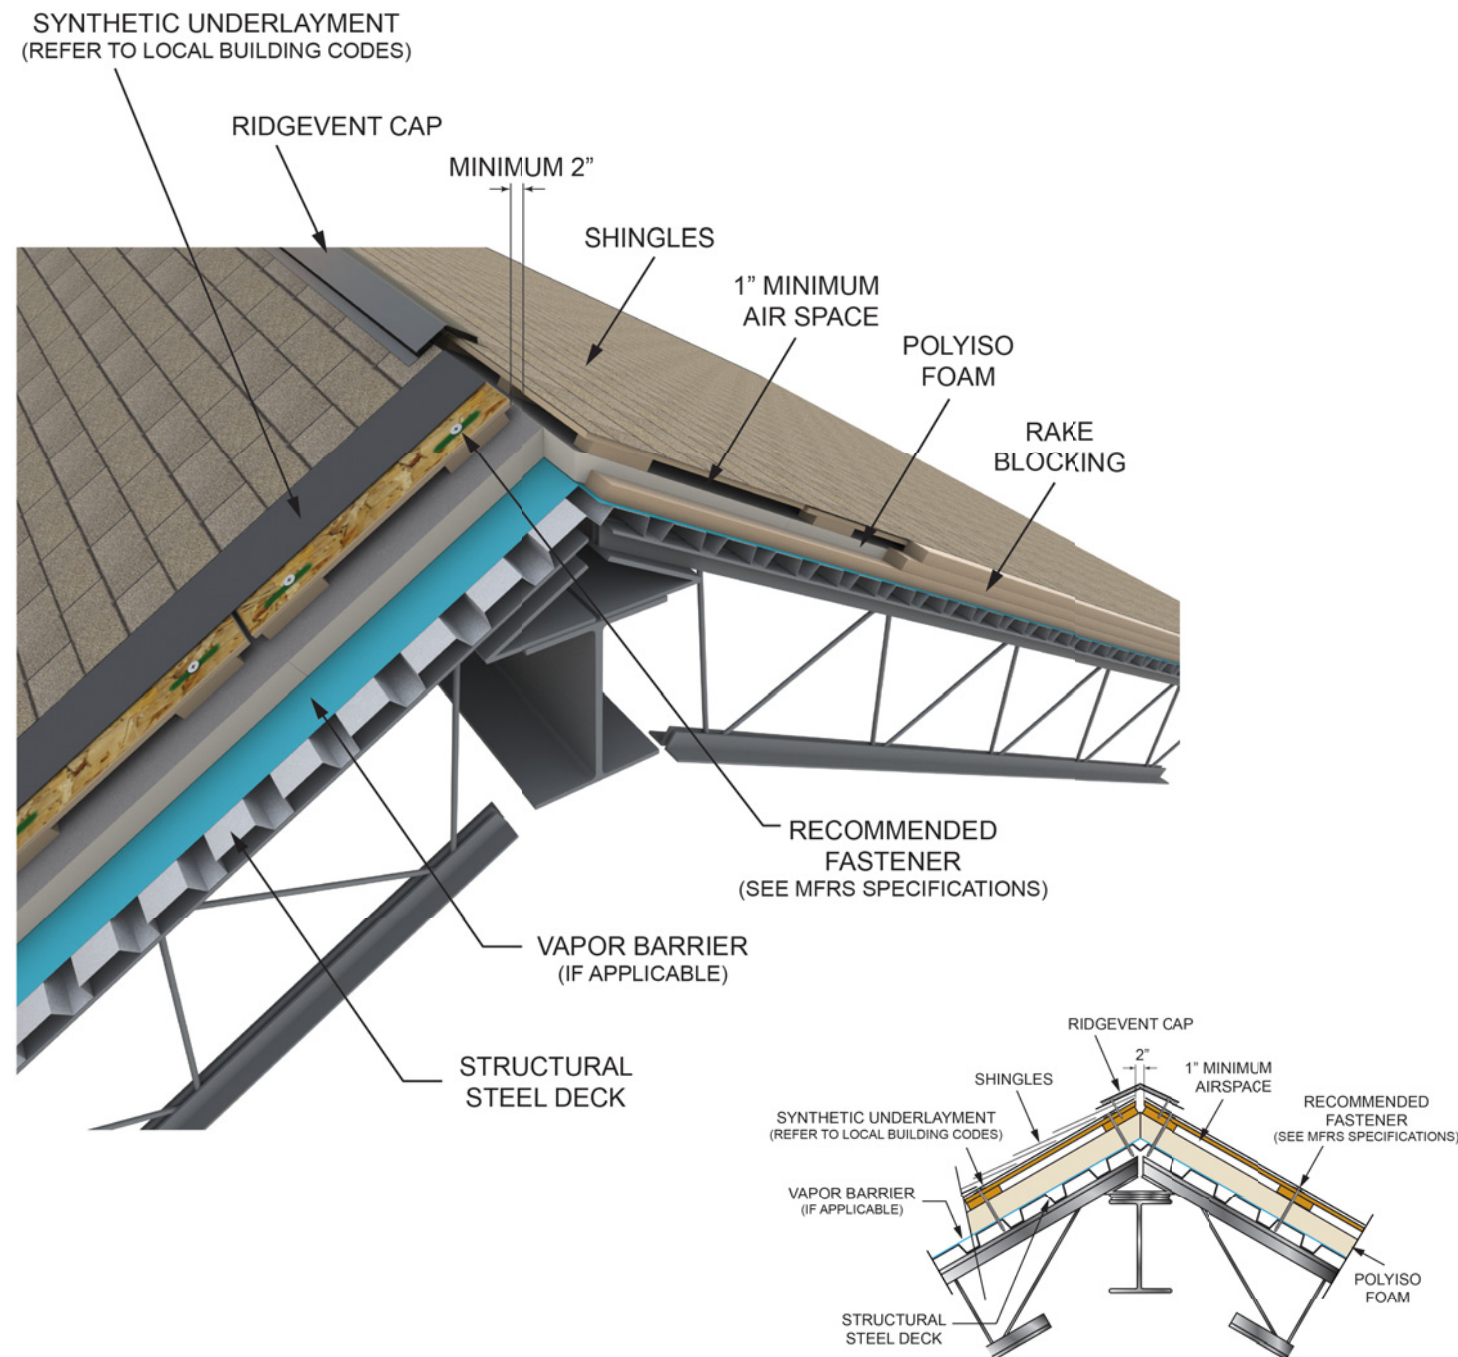 SYNTHETIC UNDERLAYMENT
(REFER TO LOCAL BUILDING CODES)
RIDGEVENT CAP
MINIMUM 2”
SHINGLES
1” MINIMUM
AIR SPACE
POLYISO
FOAM
RAKE
BLOCKING
RECOMMENDED
FASTENER
(SEE MFRS SPECIFICATIONS)
VAPOR BARRIER
(IF APPLICABLE)
STRUCTURAL
STEEL DECK
RIDGEVENT CAP
2”
SHINGLES
1” MINIMUM
AIRSPACE
SYNTHETIC UNDERLAYMENT
(REFER TO LOCAL BUILDING CODES)
RECOMMENDED
FASTENER
(SEE MFRS SPECIFICATIONS)
VAPOR BARRIER
(IF APPLICABLE)
POLYISO
FOAM
STRUCTURAL
STEEL DECK